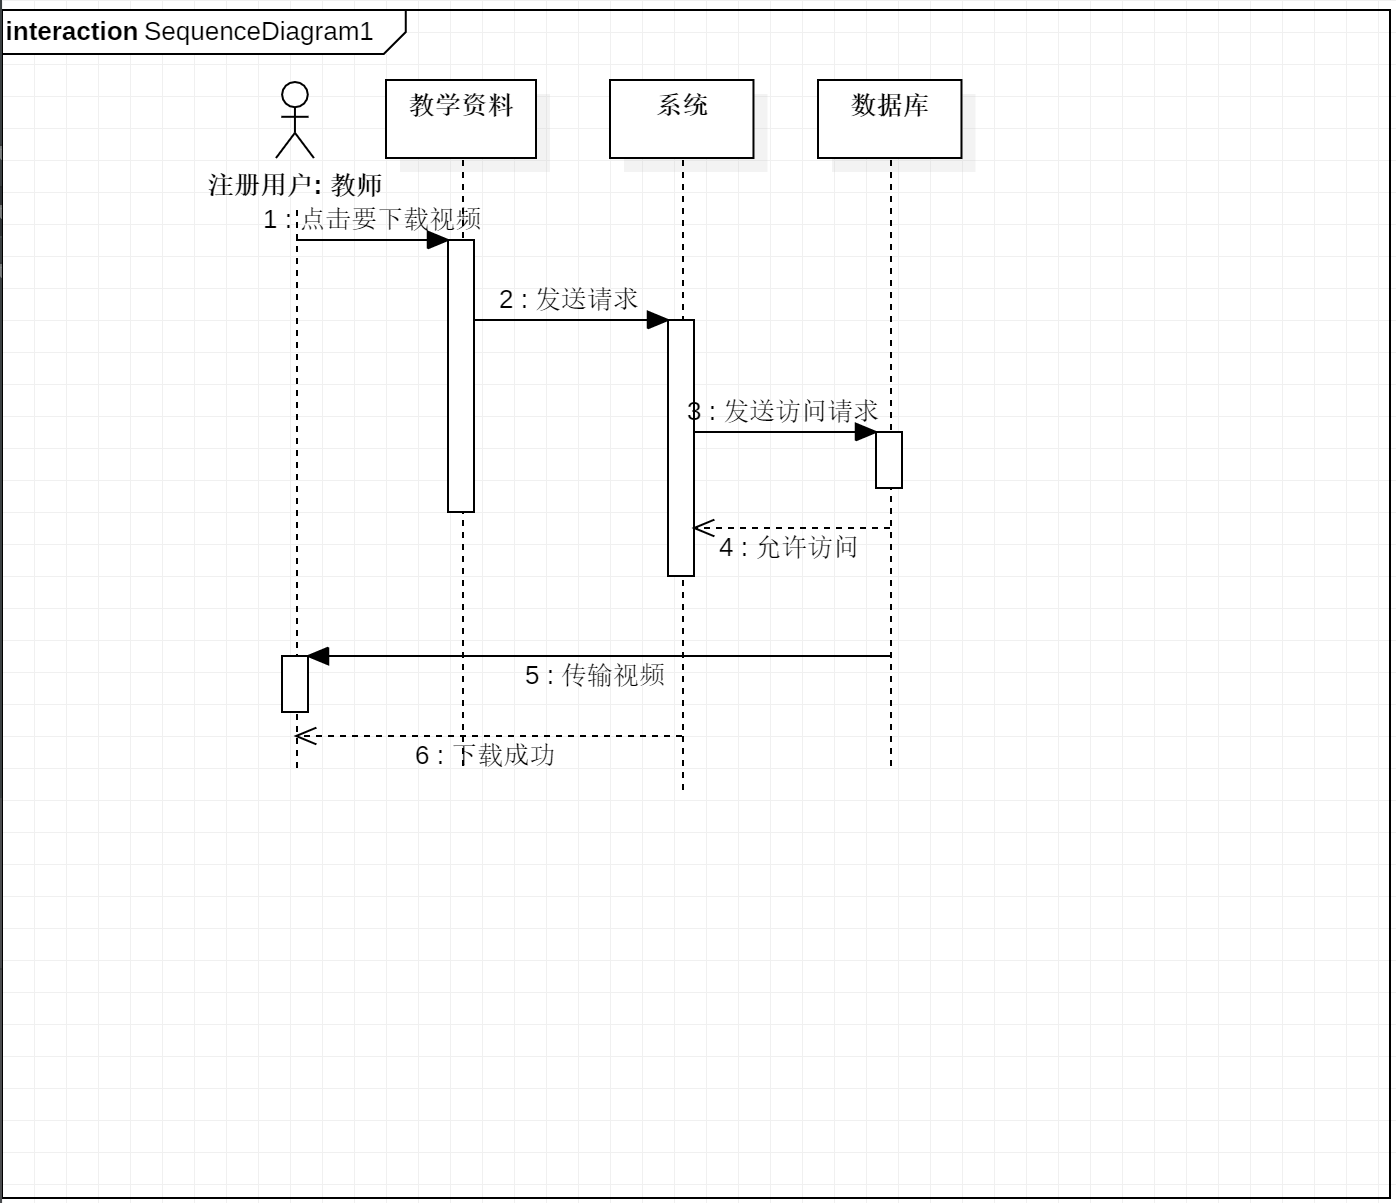 interaction SequenceDiagram1
教学资料
系统
数据库
注册用户: 教师
1 : 点击要下载视频
2 : 发送请求
3 : 发送访问请求
4 : 允许访问
5 : 传输视频
6 : 下载成功